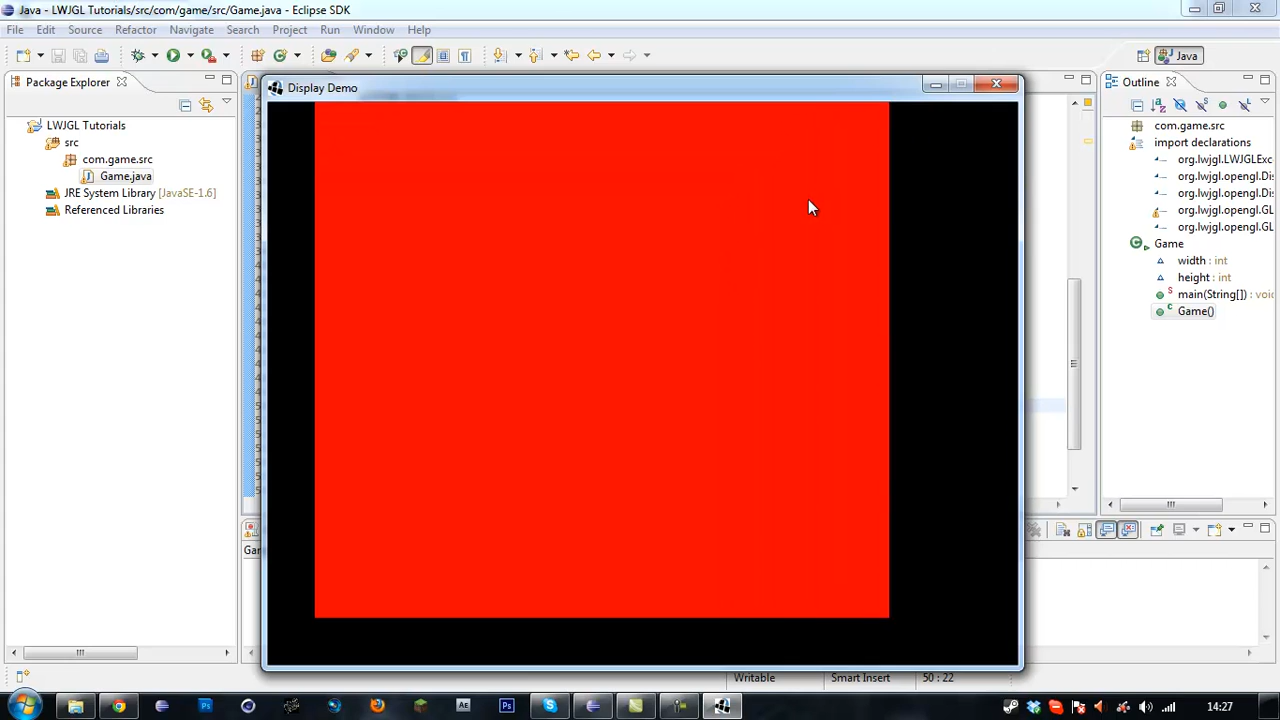 Java - LWJGL Tutorials/src/com/game/src/Game.java - Eclipse SDK
File Edit Source Refactor Navigate Search Project Run Window Help
Java
Package Explorer
Display Demo
Outline
LWJGL Tutorials
src
com.game.src
Game.java
JRE System Library [JavaSE-1.6]
Referenced Libraries
com.game.src
import declarations
org.lwjgl.LWJGLExc
org.lwjgl.opengl.Dis
org.lwjgl.opengl.Dis
org.lwjgl.opengl.GL
org.lwjgl.opengl.GL
Game
width : int
height : int
main(String[]) : voic
Game()
Writable Smart Insert 50 : 22
14:27